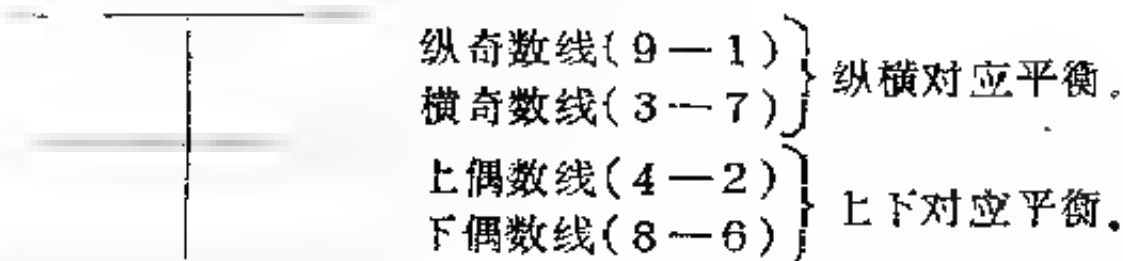 纵奇数线(9—1)
横奇数线(3—7)
} 纵横对应平衡。
上偶数线(4—2)
下偶数线(8—6)
} 上下对应平衡。